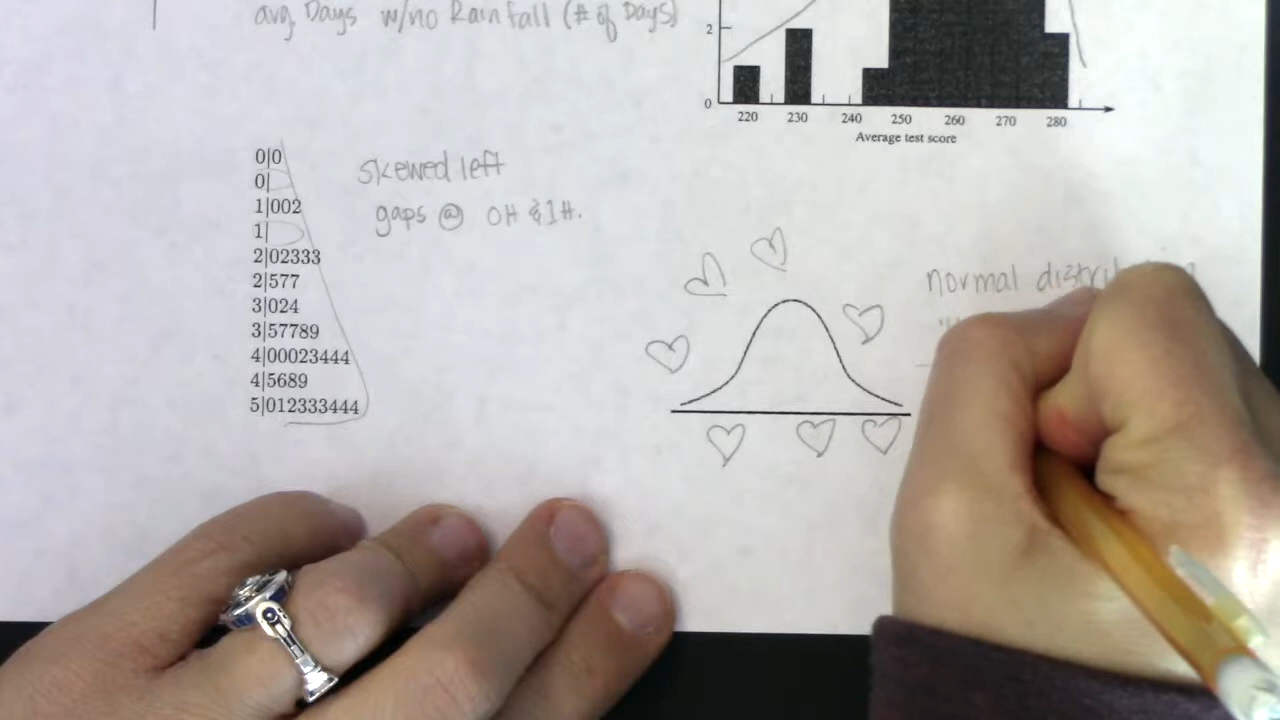 avg Days w/no Rainfall (# of Days)
2
0
220 230 240 250 260 270 280
Average test score
0|0
0|
1|002
1|
2|02333
2|577
3|024
3|57789
4|00023444
4|5689
5|012333444
skewed left
gaps @ 0H & 1H.
normal